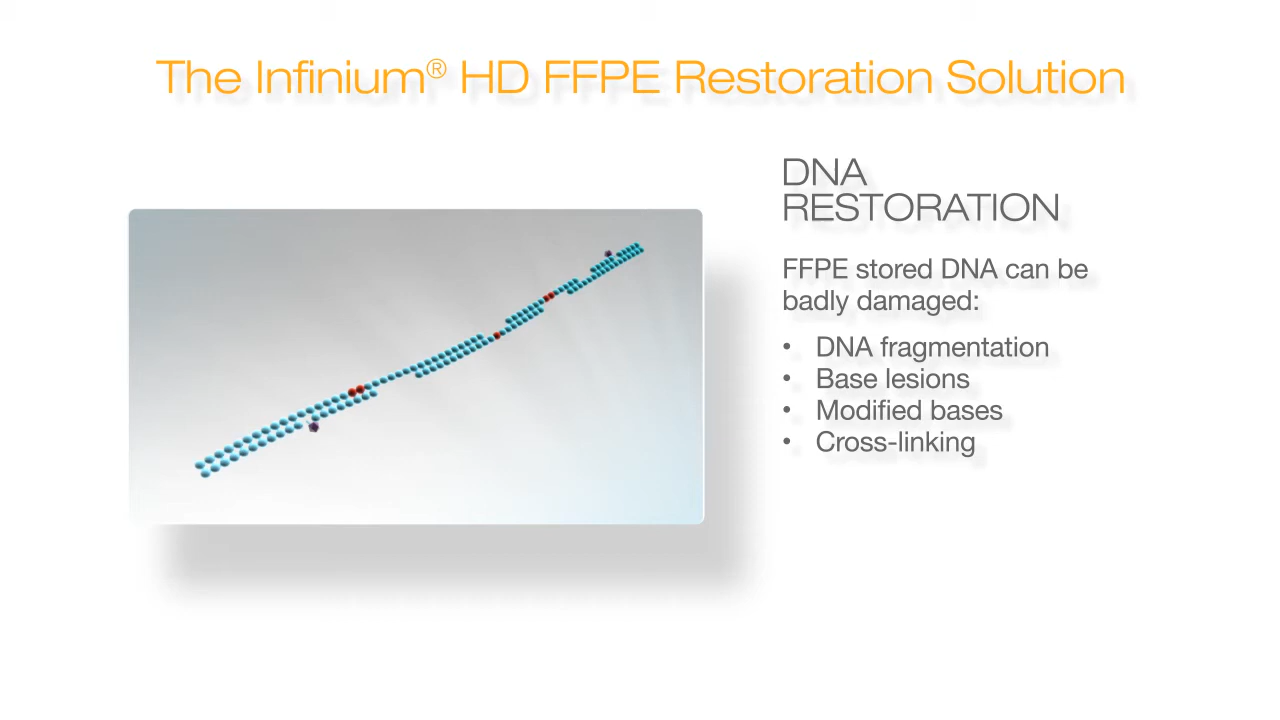 The Infinium® HD FFPE Restoration Solution
DNA
RESTORATION
FFPE stored DNA can be
badly damaged:
• DNA fragmentation
• Base lesions
• Modified bases
• Cross-linking